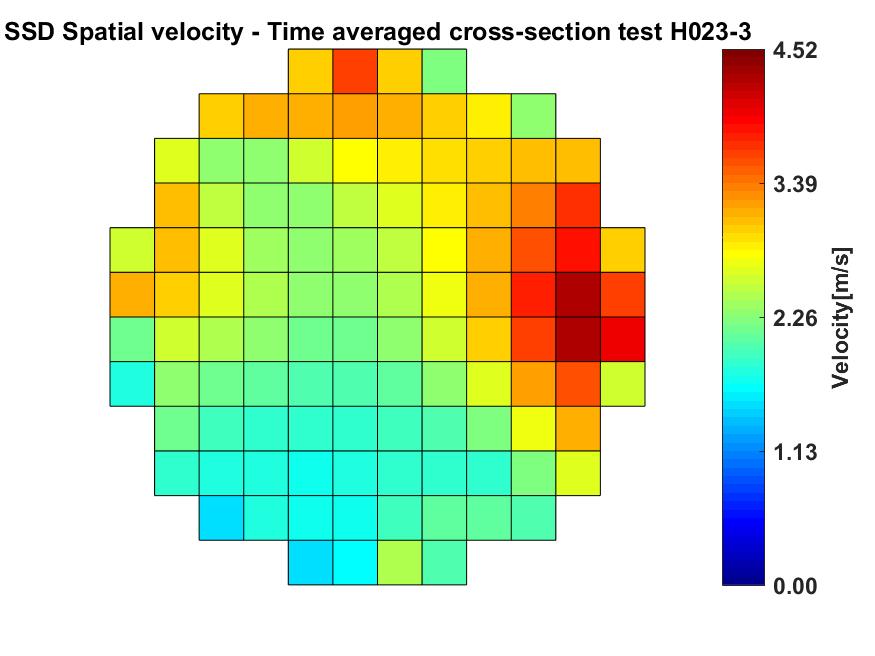 SSD Spatial velocity - Time averaged cross-section test H023-3
4.52
3.39
2.26
1.13
0.00
Velocity[m/s]